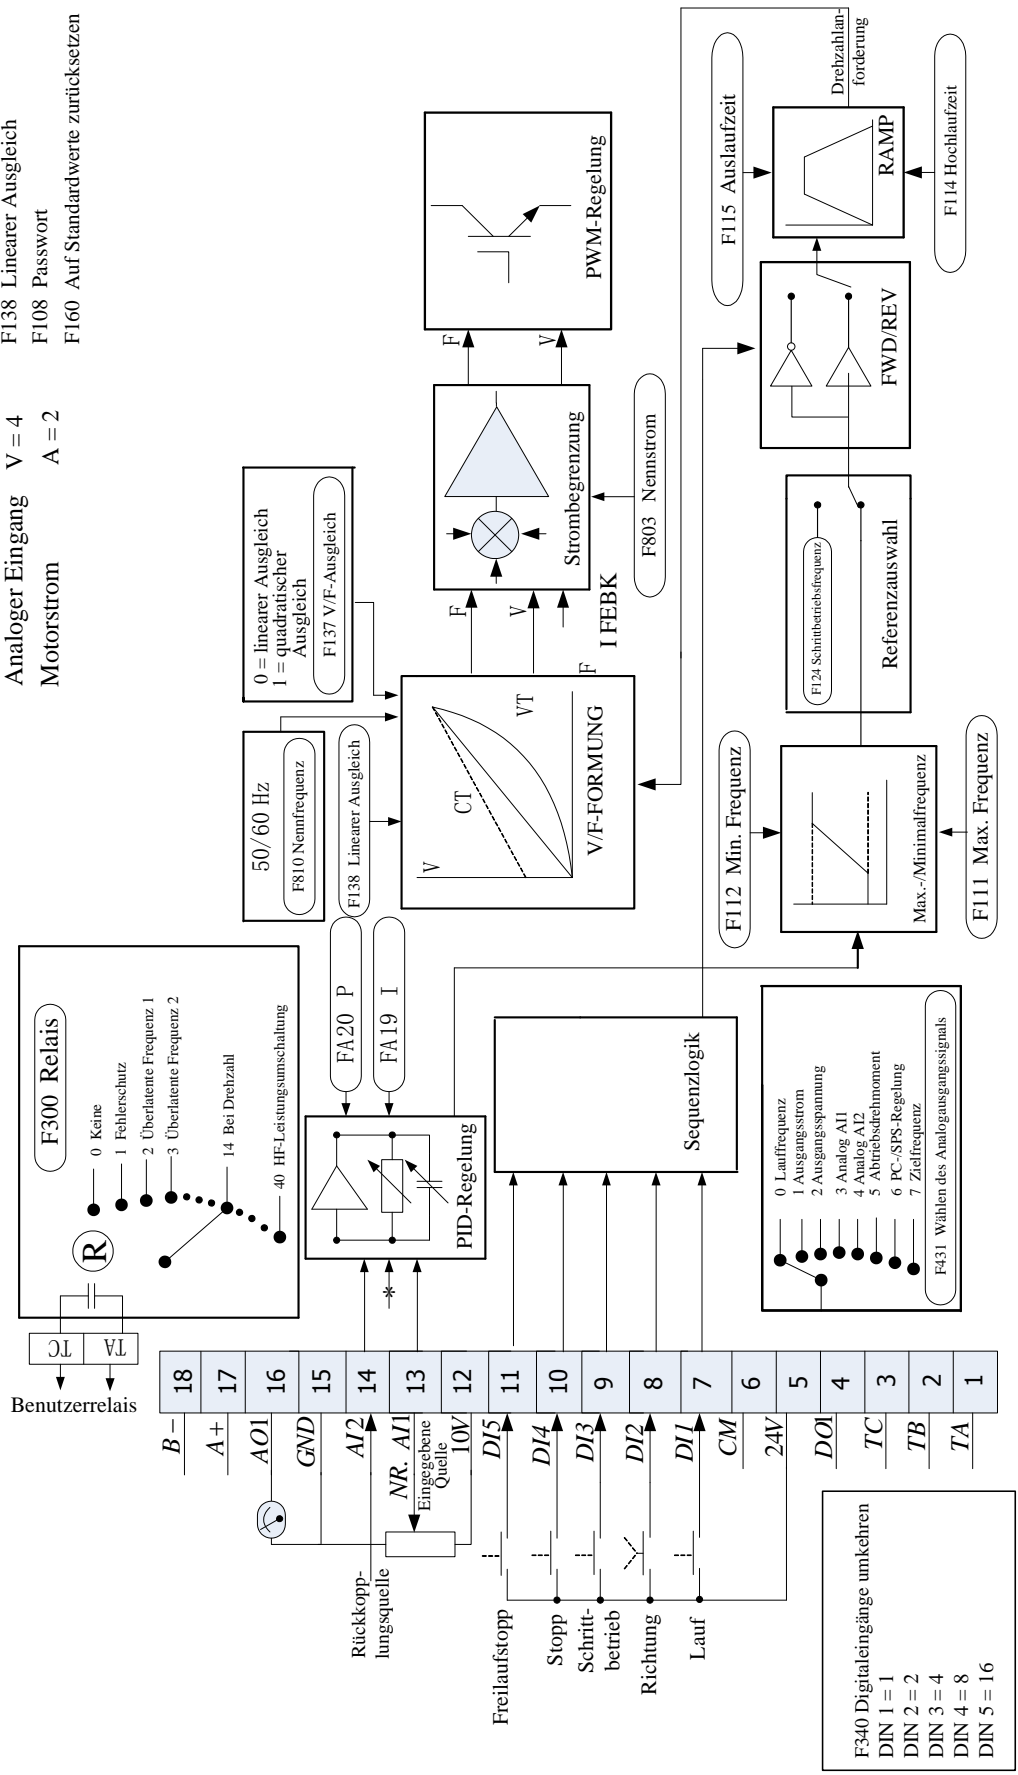 F138 Linearer Ausgleich
F108 Passwort
F160 Auf Standardwerte zurücksetzen
Analoger Eingang V = 4
Motorstrom A = 2
F300 Relais
0 Keine
1 Fehlerschutz
2 Überlatente Frequenz 1
3 Überlatente Frequenz 2
14 Bei Drehzahl
40 HF-Leistungsumschaltung
R
TC
TA
Benutzerrelais
50/60 Hz
F810 Nennfrequenz
0 = linearer Ausgleich
1 = quadratischer
Ausgleich
F137 V/F-Ausgleich
F138 Linearer Ausgleich
FA20 P
FA19 I
PID-Regelung
*
V
CT
VT
F
V/F-FORMUNG
F
V
I FEBK
Strombegrenzung
F803 Nennstrom
F
V
PWM-Regelung
Sequenzlogik
F112 Min. Frequenz
Max.-/Minimalfrequenz
F111 Max. Frequenz
F124 Schrittbetriebsfrequenz
Referenzauswahl
FWD/REV
F115 Auslaufzeit
RAMP
F114 Hochlaufzeit
Drehzahlan-
forderung
0 Lauffrequenz
1 Ausgangsstrom
2 Ausgangsspannung
3 Analog AI1
4 Analog AI2
5 Abtriebsdrehmoment
6 PC-/SPS-Regelung
7 Zielfrequenz
F431 Wählen des Analogausgangssignals
B – 18
A+ 17
AO1 16
GND 15
AI2 14
NR. AI1 13
Eingegebene
Quelle
10V 12
DI5 11
DI4 10
DI3 9
DI2 8
DI1 7
CM 6
24V 5
DO1 4
TC 3
TB 2
TA 1
Rückkopp-
lungsquelle
Freilaufstopp
Stopp
Schritt-
betrieb
Richtung
Lauf
F340 Digitaleingänge umkehren
DIN 1 = 1
DIN 2 = 2
DIN 3 = 4
DIN 4 = 8
DIN 5 = 16